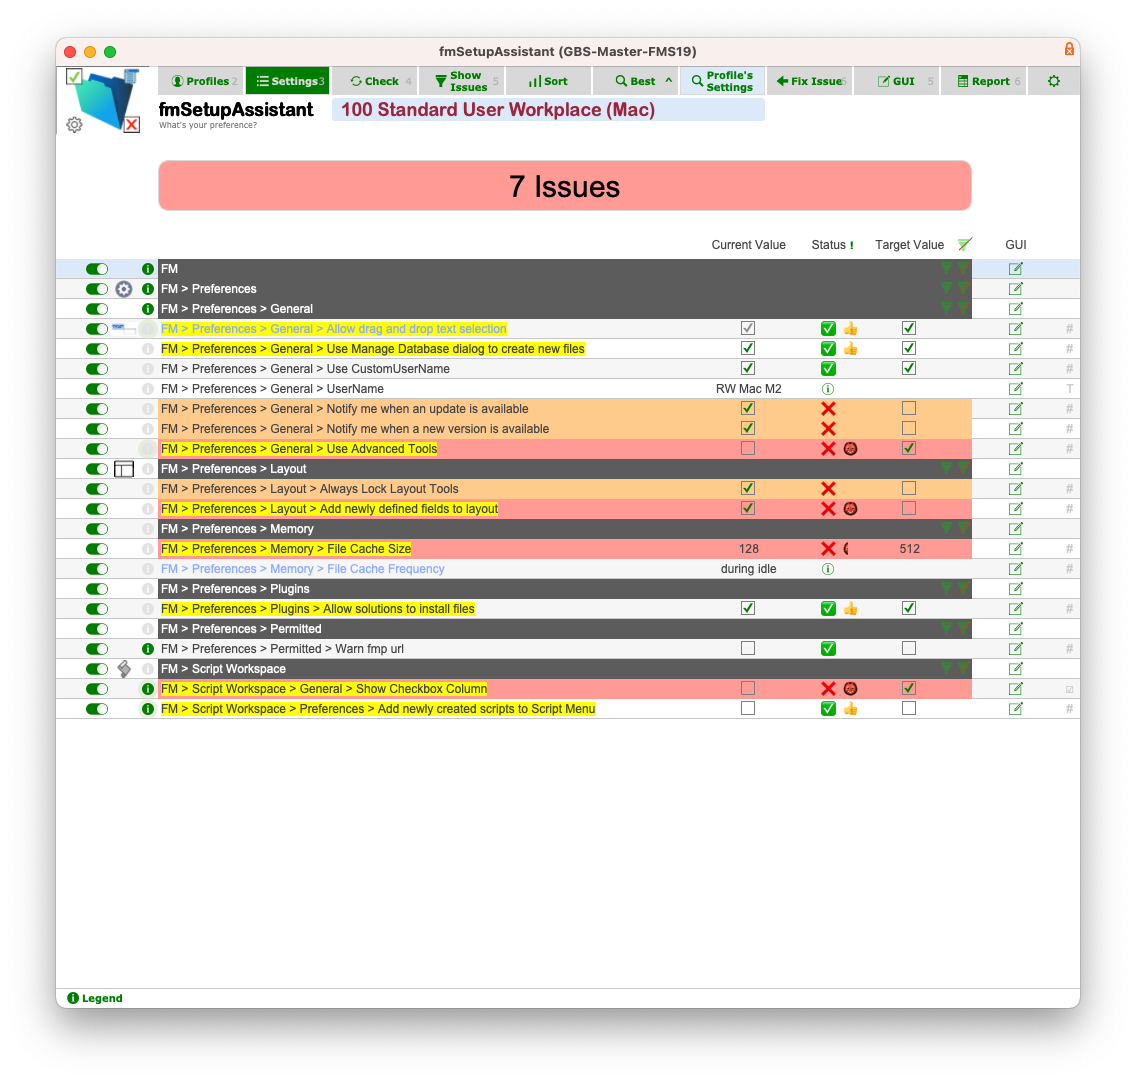 fmSetupAssistant (GBS-Master-FMS19)
Profiles 2 Settings 3 Check 4 Show Issues 5 Sort Best ^ Profile's Settings Fix Issue GUI 5 Report 6
fmSetupAssistant 100 Standard User Workplace (Mac)
What's your preference?
7 Issues
Current Value Status ! Target Value GUI
FM
FM > Preferences
FM > Preferences > General
FM > Preferences > General > Allow drag and drop text selection #
FM > Preferences > General > Use Manage Database dialog to create new files #
FM > Preferences > General > Use CustomUserName #
FM > Preferences > General > UserName RW Mac M2 T
FM > Preferences > General > Notify me when an update is available #
FM > Preferences > General > Notify me when a new version is available #
FM > Preferences > General > Use Advanced Tools #
FM > Preferences > Layout
FM > Preferences > Layout > Always Lock Layout Tools #
FM > Preferences > Layout > Add newly defined fields to layout #
FM > Preferences > Memory
FM > Preferences > Memory > File Cache Size 128 512 #
FM > Preferences > Memory > File Cache Frequency during idle #
FM > Preferences > Plugins
FM > Preferences > Plugins > Allow solutions to install files #
FM > Preferences > Permitted
FM > Preferences > Permitted > Warn fmp url #
FM > Script Workspace
FM > Script Workspace > General > Show Checkbox Column
FM > Script Workspace > Preferences > Add newly created scripts to Script Menu #
Legend